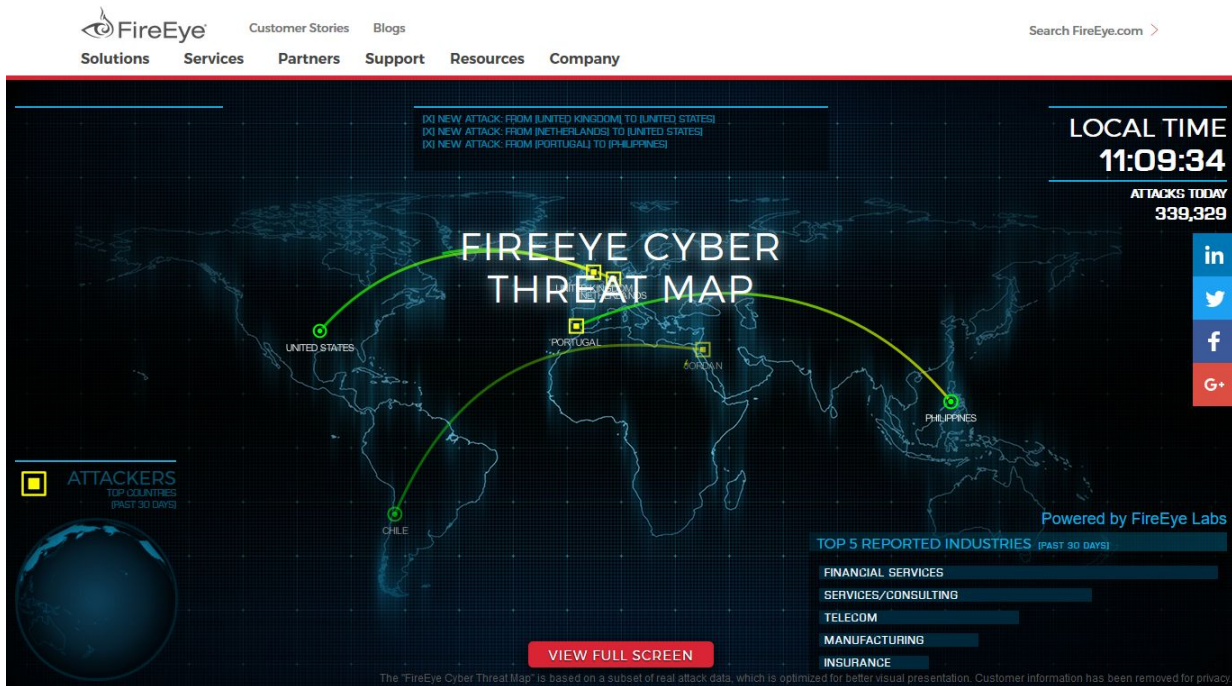 FireEye
Customer Stories
Blogs
Search FireEye.com >
Solutions
Services
Partners
Support
Resources
Company
[X] NEW ATTACK: FROM [UNITED KINGDOM] TO [UNITED STATES]
[X] NEW ATTACK: FROM [NETHERLANDS] TO [UNITED STATES]
[X] NEW ATTACK: FROM [PORTUGAL] TO [PHILIPPINES]
LOCAL TIME
11:09:34
ATTACKS TODAY
339,329
in
f
G+
FIREEYE CYBER
THREAT MAP
UNITED KINGDOM
NETHERLANDS
UNITED STATES
PORTUGAL
JORDAN
PHILIPPINES
CHILE
ATTACKERS
TOP COUNTRIES
[PAST 30 DAYS]
Powered by FireEye Labs
TOP 5 REPORTED INDUSTRIES [PAST 30 DAYS]
FINANCIAL SERVICES
SERVICES/CONSULTING
TELECOM
MANUFACTURING
INSURANCE
VIEW FULL SCREEN
The "FireEye Cyber Threat Map" is based on a subset of real attack data, which is optimized for better visual presentation. Customer information has been removed for privacy.